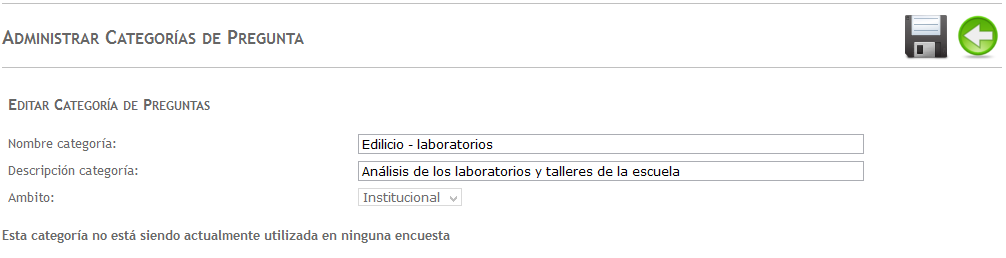 Administrar Categorías de Pregunta
Editar Categoría de Preguntas
Nombre categoría: Edilicio - laboratorios
Descripción categoría: Análisis de los laboratorios y talleres de la escuela
Ambito: Institucional
Esta categoría no está siendo actualmente utilizada en ninguna encuesta